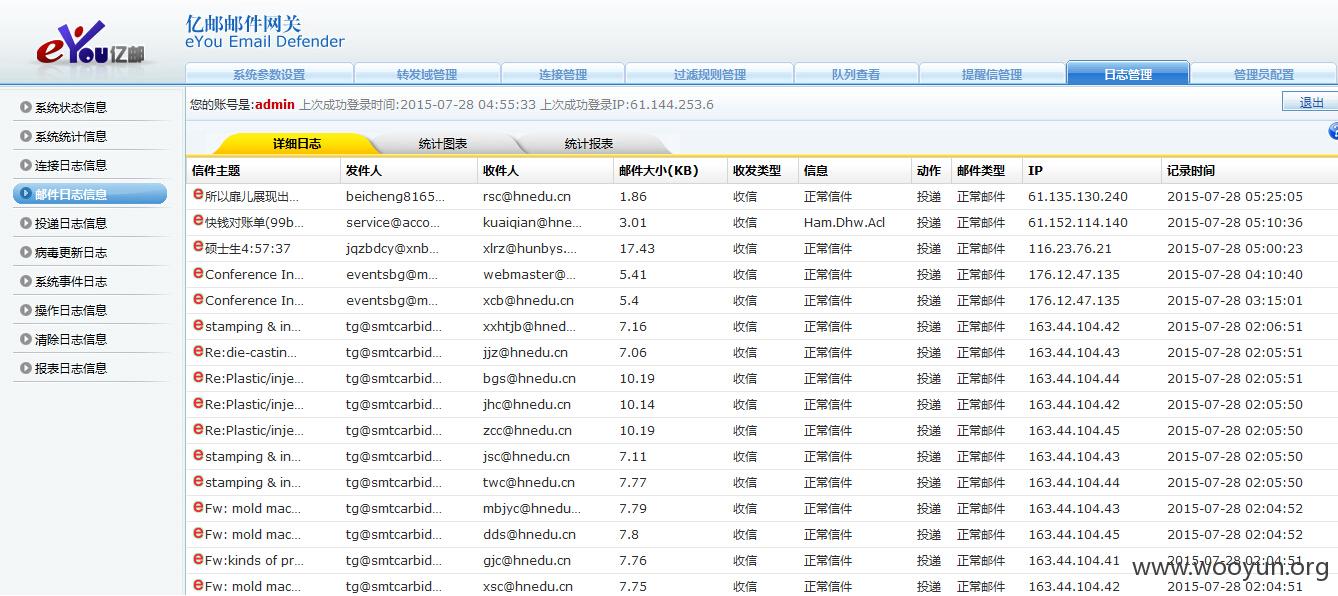 eYou亿邮
亿邮邮件网关
eYou Email Defender
系统参数设置 转发域管理 连接管理 过滤规则管理 队列查看 提醒信管理 日志管理 管理员配置
您的账号是:admin 上次成功登录时间:2015-07-28 04:55:33 上次成功登录IP:61.144.253.6
退出
系统状态信息
系统统计信息
连接日志信息
邮件日志信息
投递日志信息
病毒更新日志
系统事件日志
操作日志信息
清除日志信息
报表日志信息
详细日志 统计图表 统计报表
信件主题 发件人 收件人 邮件大小(KB) 收发类型 信息 动作 邮件类型 IP 记录时间
所以扉儿展现出... beicheng8165... rsc@hnedu.cn 1.86 收信 正常信件 投递 正常邮件 61.135.130.240 2015-07-28 05:25:05
快钱对账单(99b... service@acco... kuaiqian@hne... 3.01 收信 Ham.Dhw.Acl 投递 正常邮件 61.152.114.140 2015-07-28 05:10:36
硕士生4:57:37 jqzbdcy@xnb... xlrz@hunbys.... 17.43 收信 正常信件 投递 正常邮件 116.23.76.21 2015-07-28 05:00:23
Conference In... eventsbg@m... webmaster@... 5.41 收信 正常信件 投递 正常邮件 176.12.47.135 2015-07-28 04:10:40
Conference In... eventsbg@m... xcb@hnedu.cn 5.4 收信 正常信件 投递 正常邮件 176.12.47.135 2015-07-28 03:15:01
stamping & in... tg@smtcarbid... xxhtjb@hned... 7.16 收信 正常信件 投递 正常邮件 163.44.104.42 2015-07-28 02:06:51
Re:die-castin... tg@smtcarbid... jjz@hnedu.cn 7.06 收信 正常信件 投递 正常邮件 163.44.104.43 2015-07-28 02:05:51
Re:Plastic/inje... tg@smtcarbid... bgs@hnedu.cn 10.19 收信 正常信件 投递 正常邮件 163.44.104.44 2015-07-28 02:05:51
Re:Plastic/inje... tg@smtcarbid... jhc@hnedu.cn 10.14 收信 正常信件 投递 正常邮件 163.44.104.42 2015-07-28 02:05:50
Re:Plastic/inje... tg@smtcarbid... zcc@hnedu.cn 10.19 收信 正常信件 投递 正常邮件 163.44.104.45 2015-07-28 02:05:50
stamping & in... tg@smtcarbid... jsc@hnedu.cn 7.11 收信 正常信件 投递 正常邮件 163.44.104.45 2015-07-28 02:05:50
stamping & in... tg@smtcarbid... twc@hnedu.cn 7.77 收信 正常信件 投递 正常邮件 163.44.104.44 2015-07-28 02:05:50
Fw: mold mac... tg@smtcarbid... mbjyc@hnedu... 7.79 收信 正常信件 投递 正常邮件 163.44.104.43 2015-07-28 02:04:52
Fw: mold mac... tg@smtcarbid... dds@hnedu.cn 7.8 收信 正常信件 投递 正常邮件 163.44.104.45 2015-07-28 02:04:52
Fw:kinds of pr... tg@smtcarbid... gjc@hnedu.cn 7.76 收信 正常信件 投递 正常邮件 163.44.104.41 2015-07-28 02:04:51
Fw: mold mac... tg@smtcarbid... xsc@hnedu.cn 7.75 收信 正常信件 投递 正常邮件 163.44.104.42 2015-07-28 02:04:51
www.wooyun.org